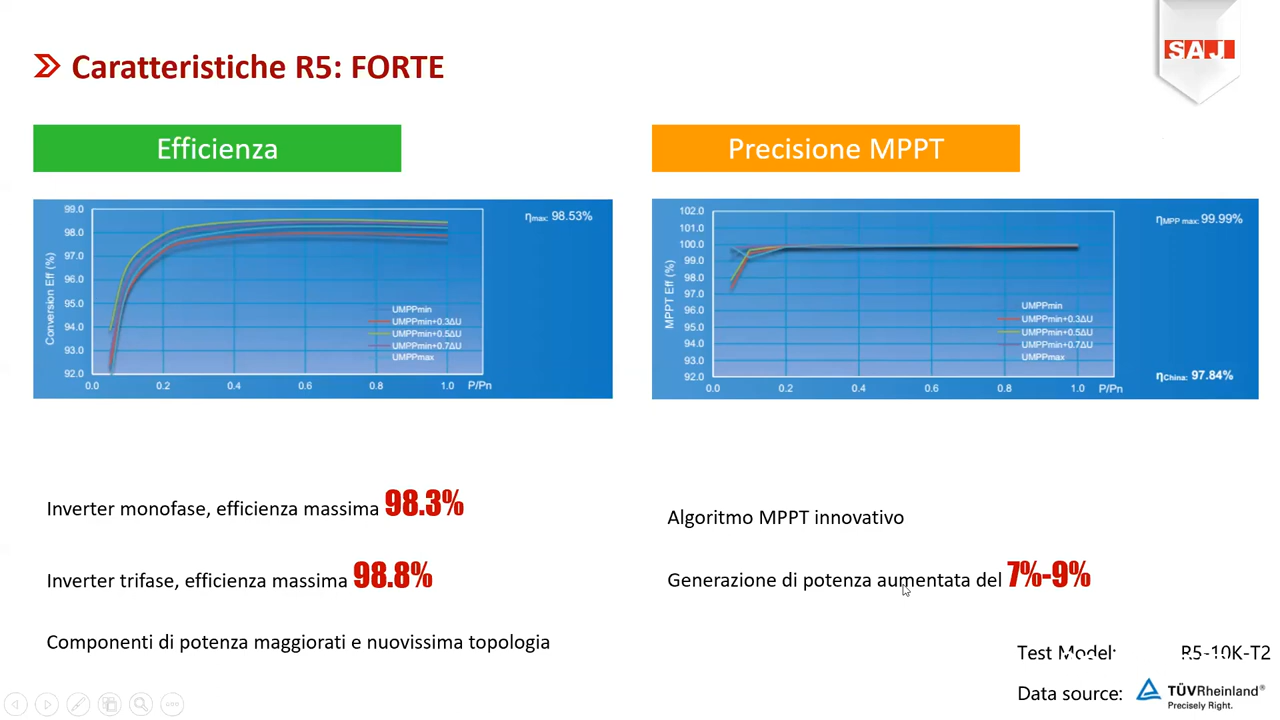 SAJ
Caratteristiche R5: FORTE
Efficienza
Precisione MPPT
99.0
98.0
97.0
96.0
95.0
94.0
93.0
92.0
Conversion Eff (%)
0.0 0.2 0.4 0.6 0.8 1.0 P/Pn
UMPPmin
UMPPmin+0.3ΔU
UMPPmin+0.5ΔU
UMPPmin+0.7ΔU
UMPPmax
ηmax: 98.53%
102.0
101.0
100.0
99.0
98.0
97.0
96.0
95.0
94.0
93.0
92.0
MPPT Eff (%)
0.0 0.2 0.4 0.6 0.8 1.0 P/Pn
UMPPmin
UMPPmin+0.3ΔU
UMPPmin+0.5ΔU
UMPPmin+0.7ΔU
UMPPmax
ηMPP max: 99.99%
ηChina: 97.84%
Inverter monofase, efficienza massima 98.3%
Inverter trifase, efficienza massima 98.8%
Componenti di potenza maggiorati e nuovissima topologia
Algoritmo MPPT innovativo
Generazione di potenza aumentata del 7%-9%
Test Model: R5-10K-T2
Data source: TÜVRheinland®
Precisely Right.